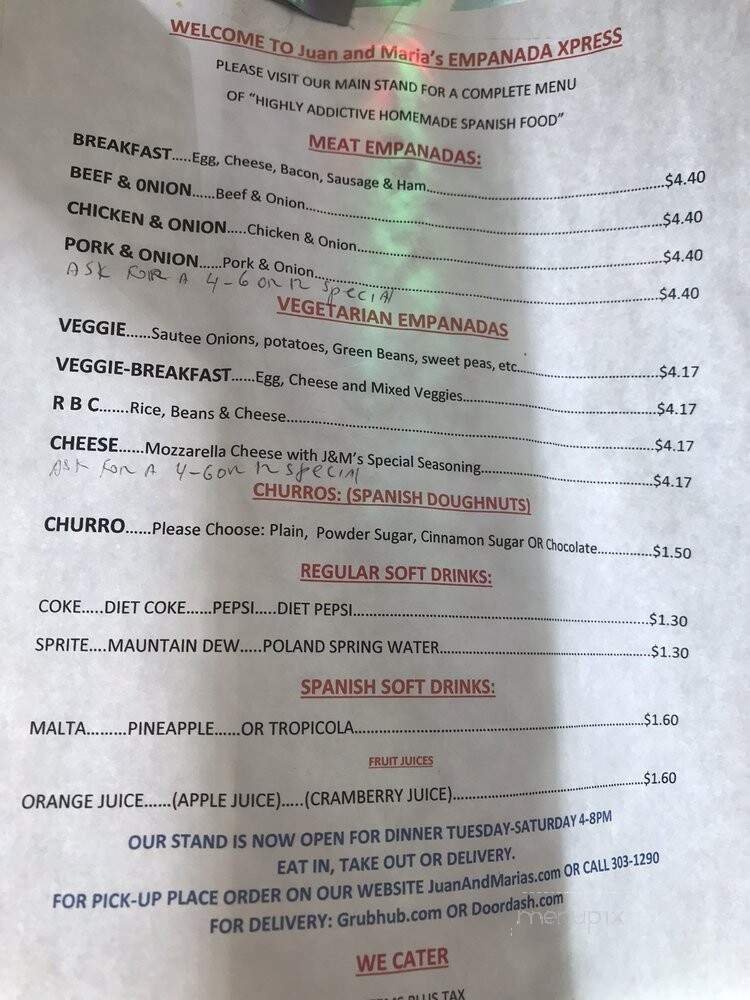 WELCOME TO Juan and Maria's EMPANADA XPRESS
PLEASE VISIT OUR MAIN STAND FOR A COMPLETE MENU
OF "HIGHLY ADDICTIVE HOMEMADE SPANISH FOOD"
MEAT EMPANADAS:
BREAKFAST.....Egg, Cheese, Bacon, Sausage & Ham..........$4.40
BEEF & 0NION......Beef & Onion..........$4.40
CHICKEN & ONION.....Chicken & Onion..........$4.40
PORK & ONION......Pork & Onion..........$4.40
ASK FOR A 4-6 OR 12 SpeciAl
VEGETARIAN EMPANADAS
VEGGIE......Sautee Onions, potatoes, Green Beans, sweet peas, etc..........$4.17
VEGGIE-BREAKFAST......Egg, Cheese and Mixed Veggies..........$4.17
R B C.......Rice, Beans & Cheese..........$4.17
CHEESE......Mozzarella Cheese with J&M's Special Seasoning..........$4.17
ASK FOR A 4-6 OR 12 SpeciAl
CHURROS: (SPANISH DOUGHNUTS)
CHURRO......Please Choose: Plain, Powder Sugar, Cinnamon Sugar OR Chocolate..............$1.50
REGULAR SOFT DRINKS:
COKE.....DIET COKE......PEPSI.....DIET PEPSI..........$1.30
SPRITE....MAUNTAIN DEW.....POLAND SPRING WATER..........$1.30
SPANISH SOFT DRINKS:
MALTA.........PINEAPPLE......OR TROPICOLA..........$1.60
FRUIT JUICES
ORANGE JUICE......(APPLE JUICE).....(CRAMBERRY JUICE)..........$1.60
OUR STAND IS NOW OPEN FOR DINNER TUESDAY-SATURDAY 4-8PM
EAT IN, TAKE OUT OR DELIVERY.
FOR PICK-UP PLACE ORDER ON OUR WEBSITE JuanAndMarias.com OR CALL 303-1290
FOR DELIVERY: Grubhub.com OR Doordash.com
menupix
WE CATER
PLUS TAX